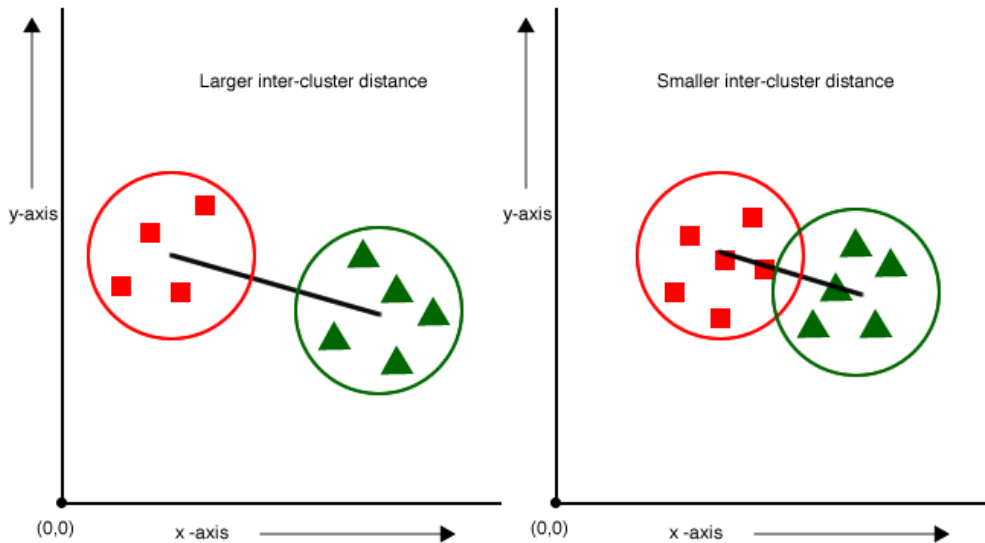 Larger inter-cluster distance
y-axis
(0,0)
x -axis
Smaller inter-cluster distance
y-axis
(0,0)
x -axis